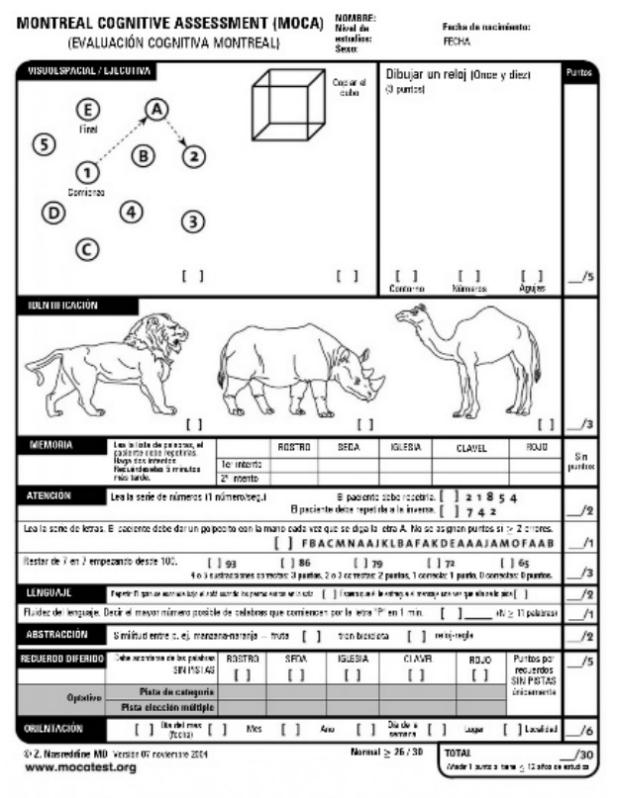 MONTREAL COGNITIVE ASSESSMENT (MOCA)
(EVALUACIÓN COGNITIVA MONTREAL)
NOMBRE:
Nivel de
estudios:
Sexo:
Fecha de nacimiento:
FECHA
VISUOESPACIAL / EJECUTIVA
E
Final
A
5
B
2
1
Comienzo
D
4
3
C
[ ]
Copiar el
cubo
[ ]
Dibujar un reloj (Once y diez)
(3 puntos)
[ ] [ ] [ ]
Contorno Números Agujas
Puntos
__/5
IDENTIFICACIÓN
[ ] [ ] [ ]
__/3
MEMORIA
Lea la lista de palabras, el
paciente debe repetirlas.
Haga dos intentos.
Recuérdeselas 5 minutos
más tarde.
ROSTRO SEDA IGLESIA CLAVEL ROJO
1er intento
2º intento
Sin
puntos
ATENCIÓN
Lea la serie de números (1 número/seg.)
El paciente debe repetirla. [ ] 2 1 8 5 4
El paciente debe repetirla a la inversa. [ ] 7 4 2
__/2
Lea la serie de letras. El paciente debe dar un golpecito con la mano cada vez que se diga la letra A. No se asignan puntos si ≥ 2 errores.
[ ] FBACMNAAJKLBAFAKDEAAAJAMOFAAB
__/1
Restar de 7 en 7 empezando desde 100.
[ ] 93 [ ] 86 [ ] 79 [ ] 72 [ ] 65
4 o 5 sustracciones correctas: 3 puntos, 2 o 3 correctas: 2 puntos, 1 correcta: 1 punto, 0 correctas: 0 puntos.
__/3
LENGUAJE
Repetir: El gato se esconde bajo el sofá cuando los perros entran en la sala [ ] [ ]
__/2
Fluidez del lenguaje. Decir el mayor número posible de palabras que comiencen por la letra "P" en 1 min. [ ] ____ (N ≥ 11 palabras)
__/1
ABSTRACCIÓN
Similitud entre p. ej. manzana-naranja = fruta [ ] tren-bicicleta [ ] reloj-regla
__/2
RECUERDO DIFERIDO
Debe acordarse de las palabras
SIN PISTAS
ROSTRO SEDA IGLESIA CLAVEL ROJO
[ ] [ ] [ ] [ ] [ ]
Puntos por
recuerdos
SIN PISTAS
únicamente
__/5
Optativo
Pista de categoría
Pista elección múltiple
ORIENTACIÓN
[ ] Día del mes (fecha) [ ] Mes [ ] Año [ ] Día de la semana [ ] Lugar [ ] Localidad
__/6
© Z. Nasreddine MD Versión 07 noviembre 2004
www.mocatest.org
Normal ≥ 26 / 30
TOTAL __/30
Añadir 1 punto si tiene ≤ 12 años de estudios